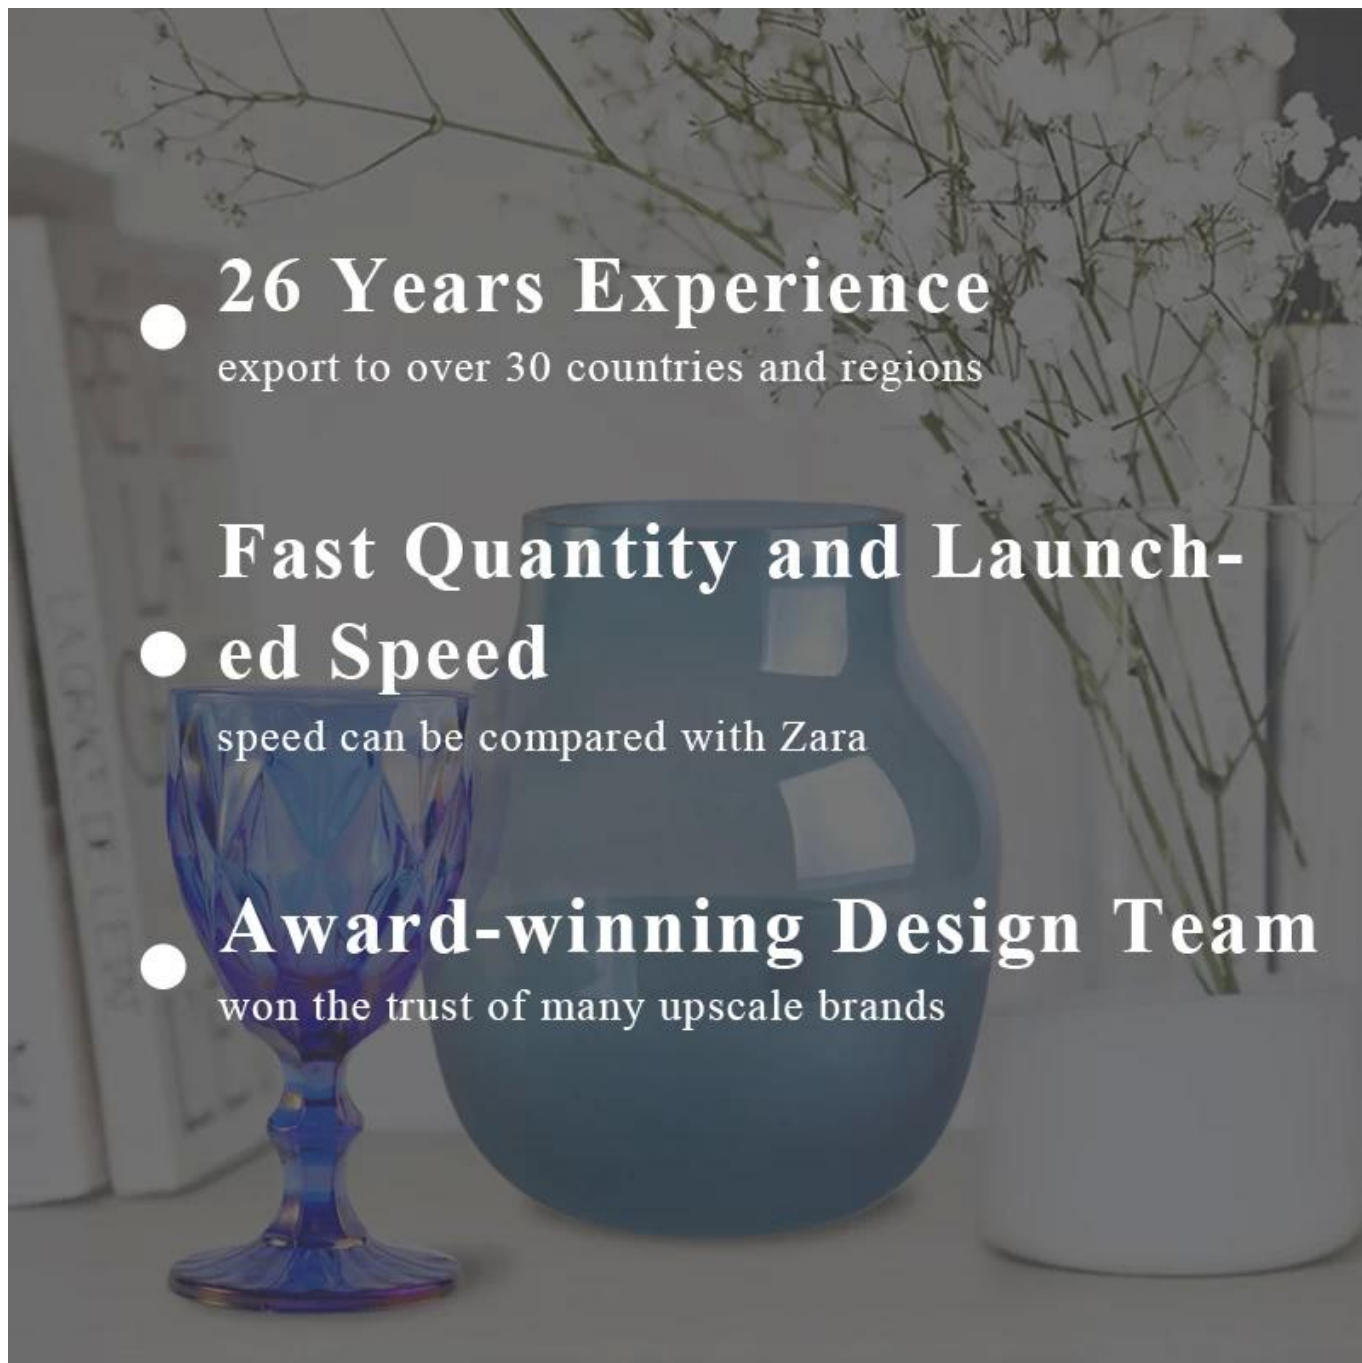 26 Years Experience
export to over 30 countries and regions
Fast Quantity and Launch-
ed Speed
speed can be compared with Zara
Award-winning Design Team
won the trust of many upscale brands